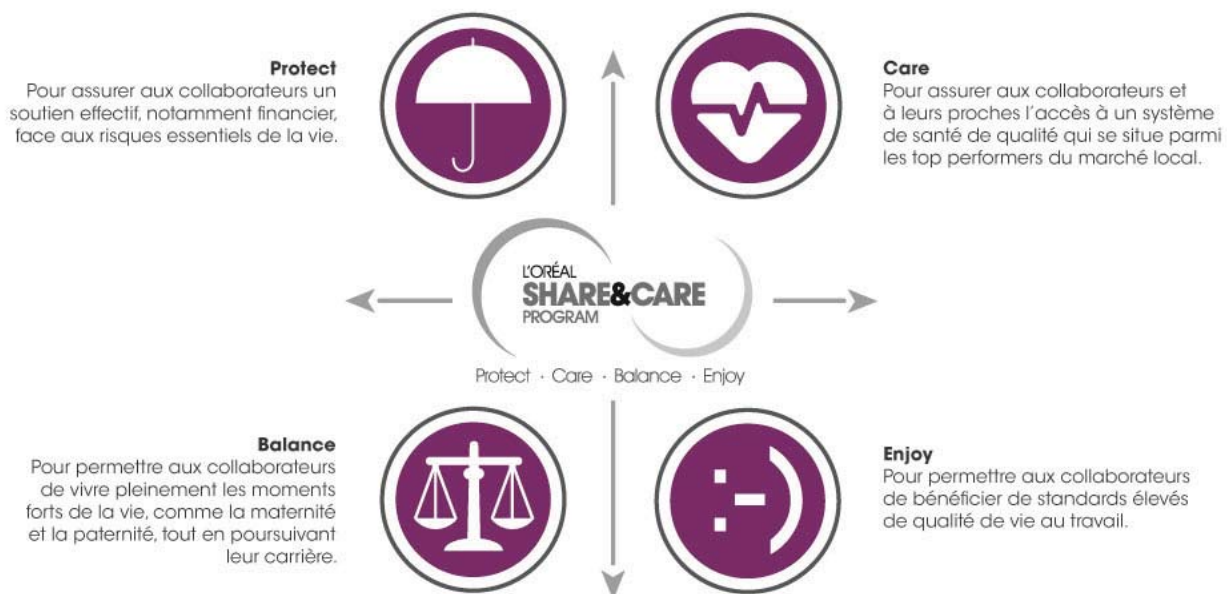 Protect
Pour assurer aux collaborateurs un
soutien effectif, notamment financier,
face aux risques essentiels de la vie.
Care
Pour assurer aux collaborateurs et
à leurs proches l’accès à un système
de santé de qualité qui se situe parmi
les top performers du marché local.
L’ORÉAL
SHARE&CARE
PROGRAM
Protect · Care · Balance · Enjoy
Balance
Pour permettre aux collaborateurs
de vivre pleinement les moments
forts de la vie, comme la maternité
et la paternité, tout en poursuivant
leur carrière.
Enjoy
Pour permettre aux collaborateurs
de bénéficier de standards élevés
de qualité de vie au travail.